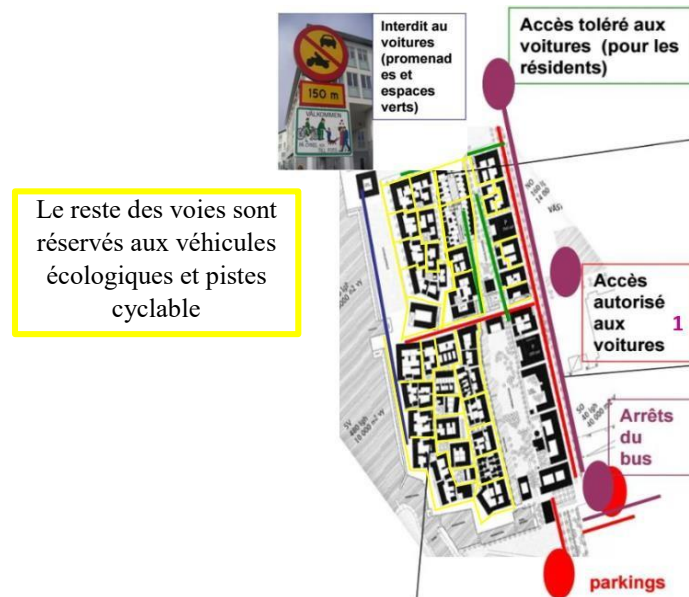 Interdit au
voitures
(promenad
es et
espaces
verts)
Accès toléré aux
voitures (pour les
résidents)
150 m
VÄLKOMMEN
Le reste des voies sont
réservés aux véhicules
écologiques et pistes
cyclable
Accès
autorisé
aux
voitures
1
Arrêts
du
bus
parkings